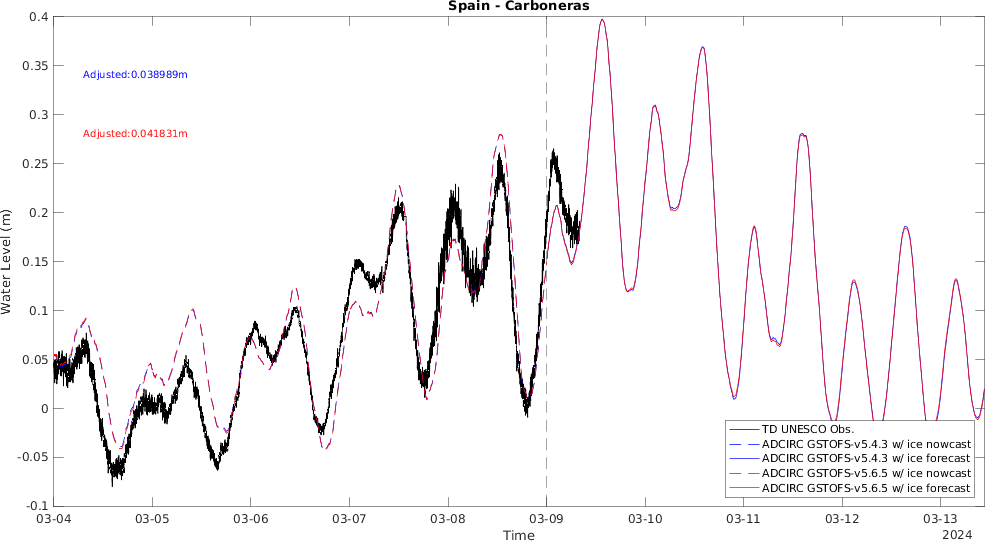 Spain - Carboneras
0.4
0.35
0.3
0.25
0.2
0.15
0.1
0.05
0
-0.05
-0.1
Water Level (m)
Adjusted:0.038989m
Adjusted:0.041831m
TD UNESCO Obs.
ADCIRC GSTOFS-v5.4.3 w/ ice nowcast
ADCIRC GSTOFS-v5.4.3 w/ ice forecast
ADCIRC GSTOFS-v5.6.5 w/ ice nowcast
ADCIRC GSTOFS-v5.6.5 w/ ice forecast
03-04 03-05 03-06 03-07 03-08 03-09 03-10 03-11 03-12 03-13
Time
2024